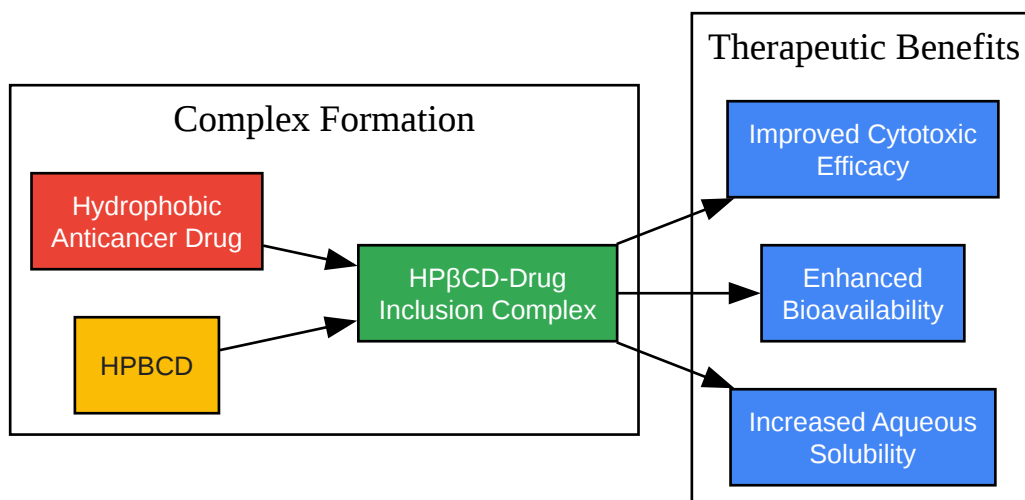 Complex Formation
Hydrophobic
Anticancer Drug
HPBCD
HPβCD-Drug
Inclusion Complex
Therapeutic Benefits
Improved Cytotoxic
Efficacy
Enhanced
Bioavailability
Increased Aqueous
Solubility